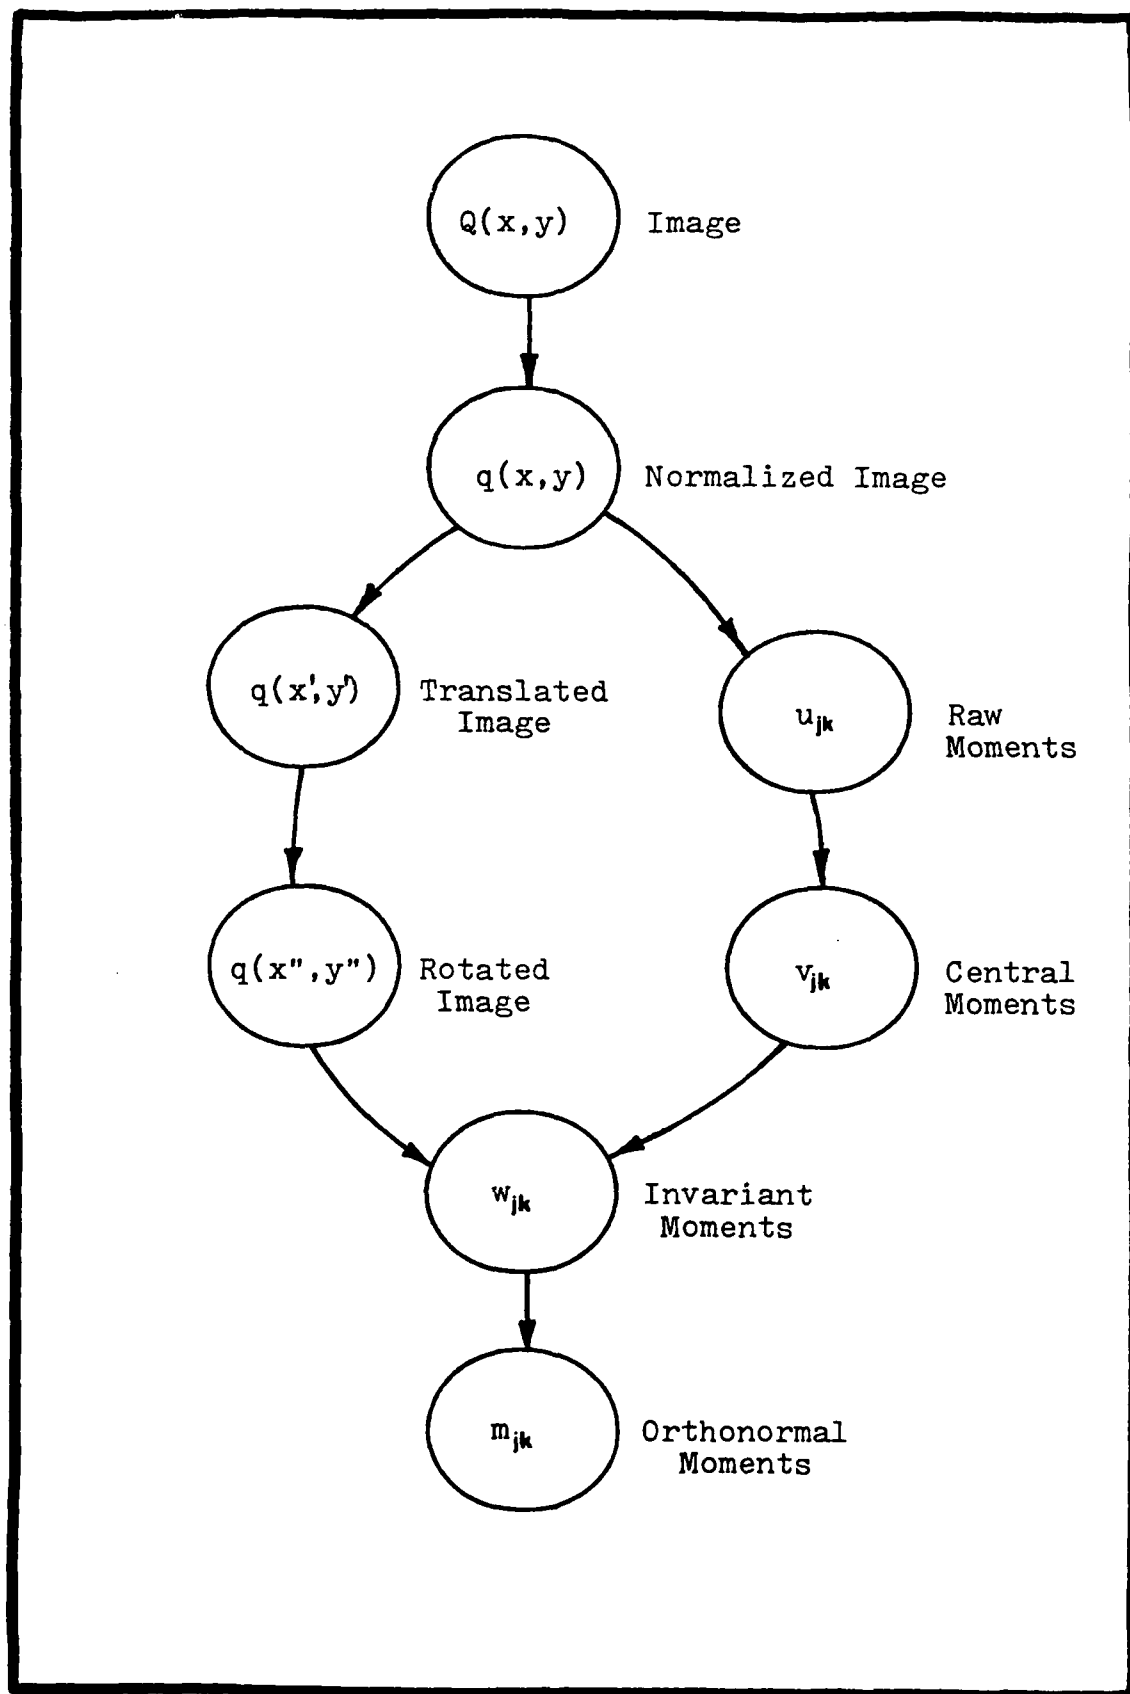 Q(x,y) Image
q(x,y) Normalized Image
q(x',y') Translated
Image
u_jk Raw
Moments
q(x",y") Rotated
Image
v_jk Central
Moments
w_jk Invariant
Moments
m_jk Orthonormal
Moments